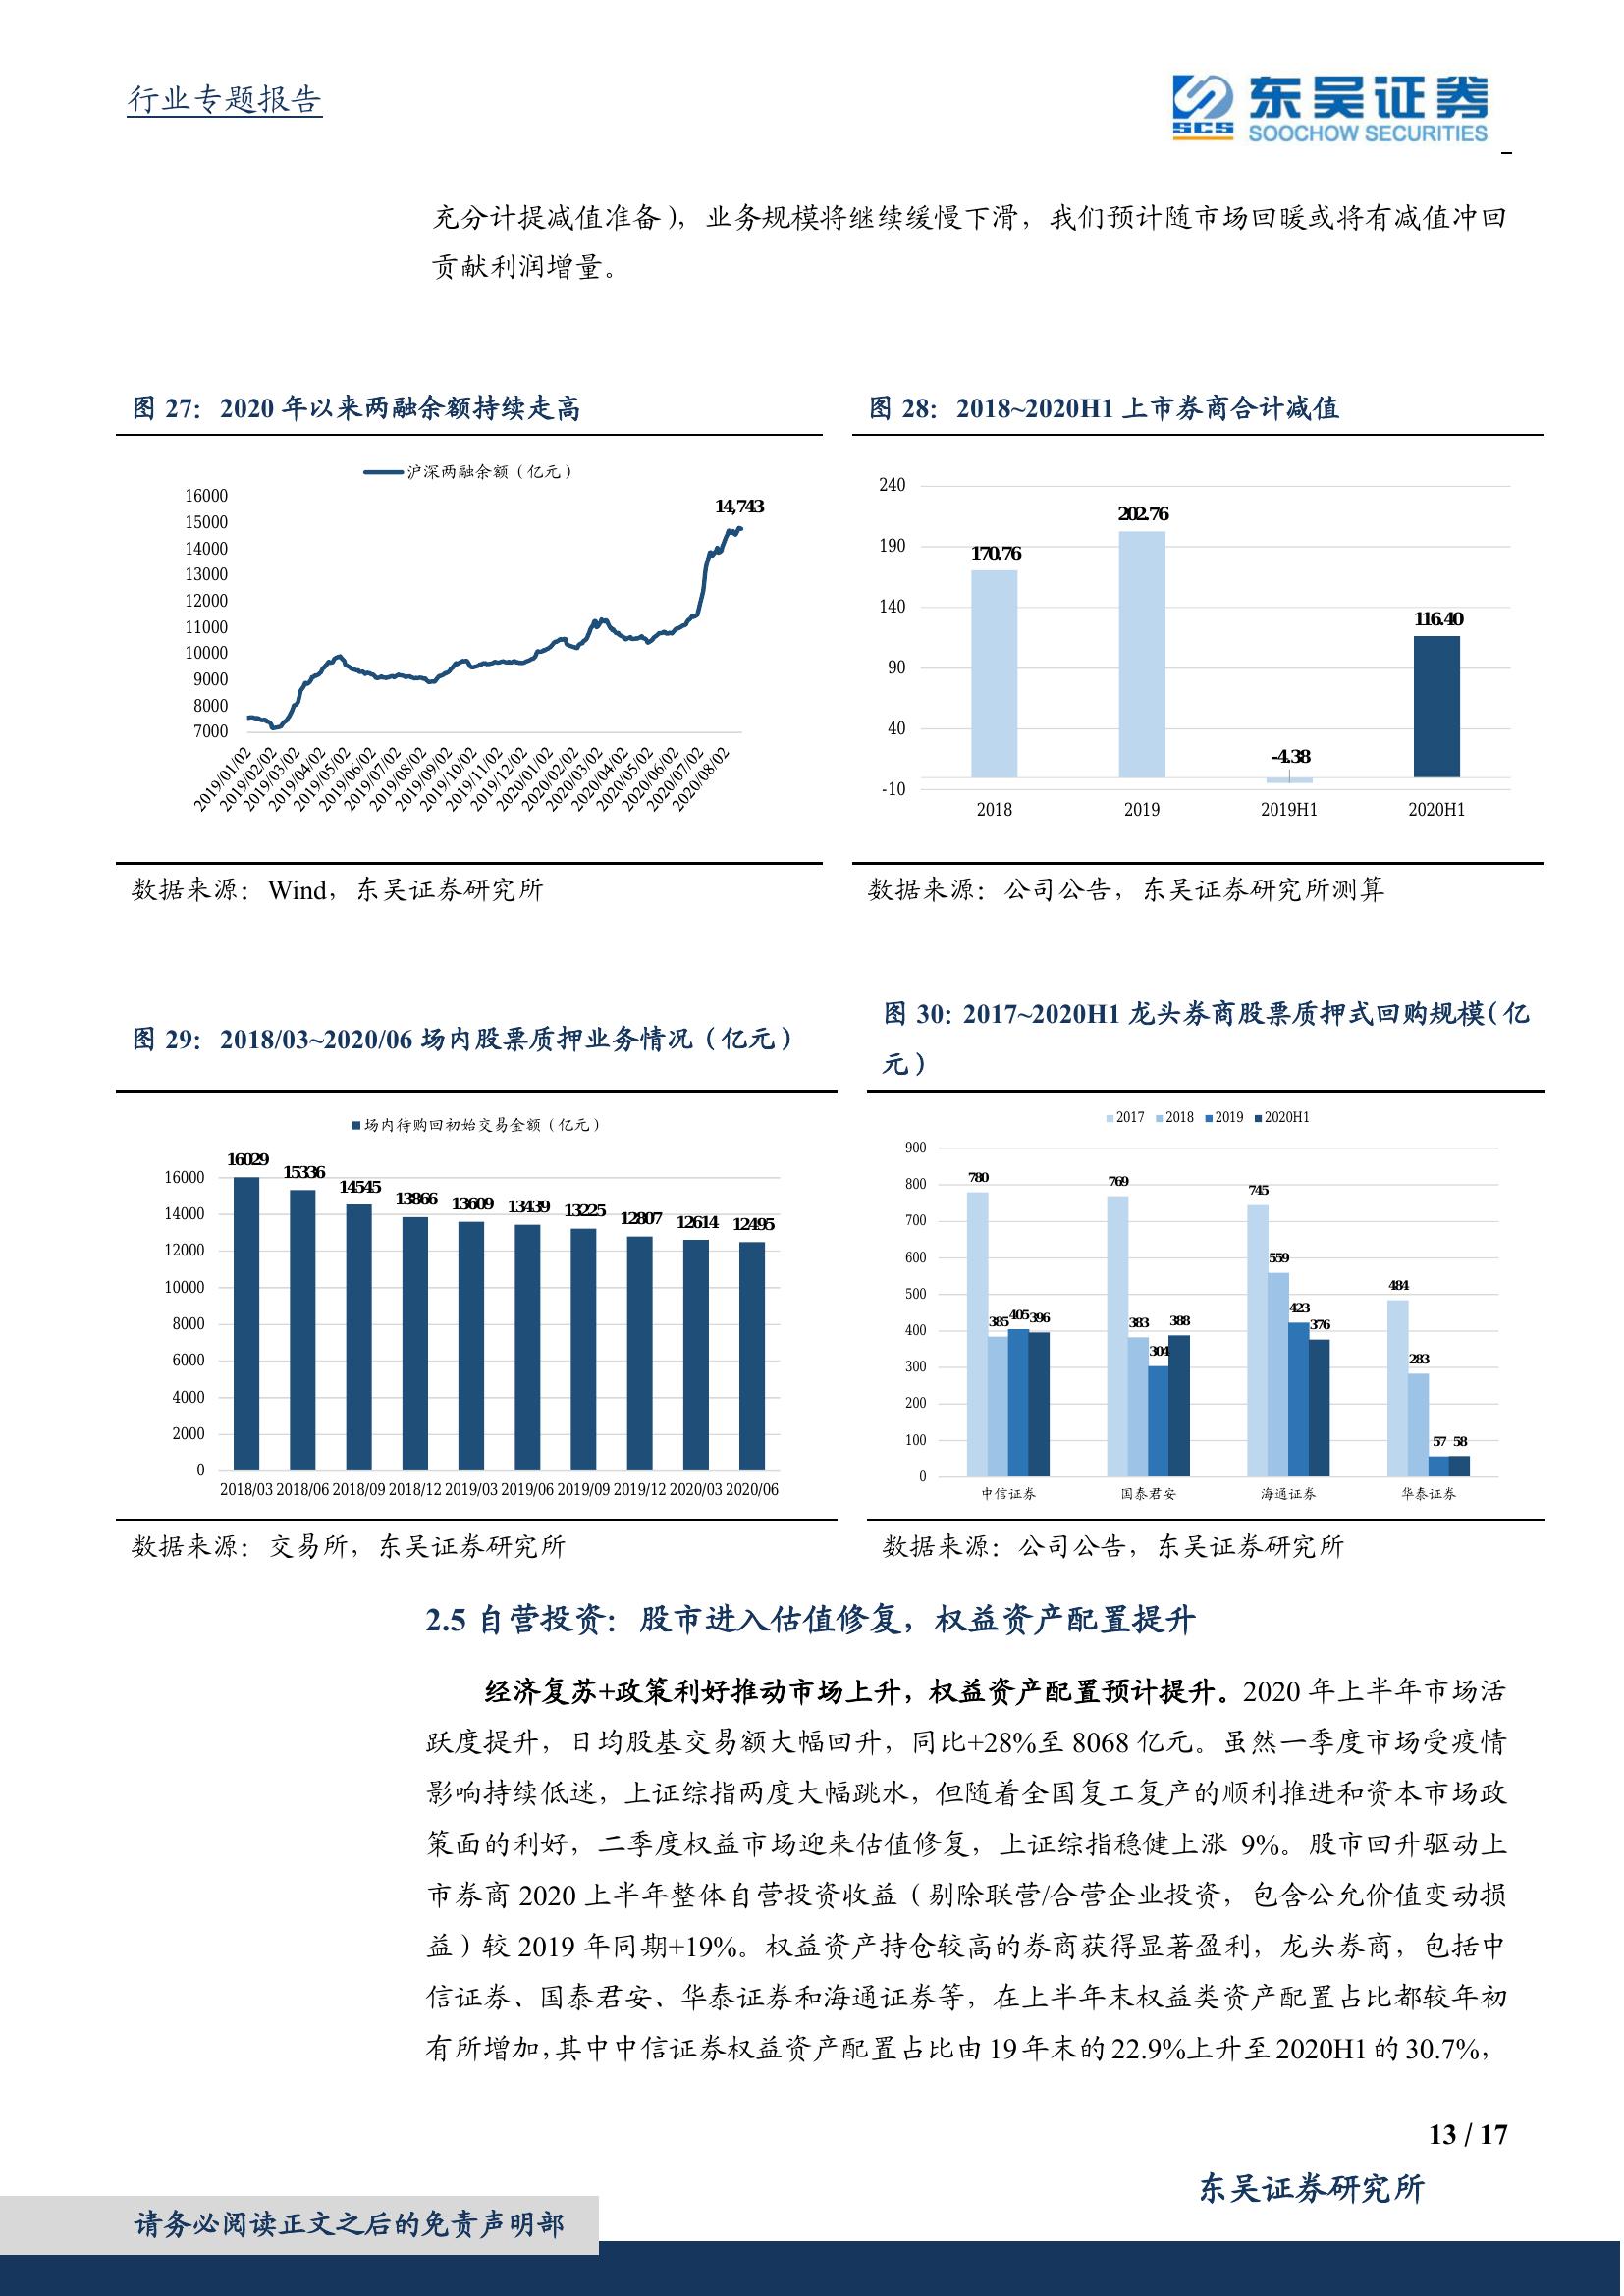 行业专题报告
东吴证券
SCS
SOOCHOW SECURITIES
充分计提减值准备），业务规模将继续缓慢下滑，我们预计随市场回暖或将有减值冲回
贡献利润增量。
图 27：2020 年以来两融余额持续走高
沪深两融余额（亿元）
16000
15000
14000
13000
12000
11000
10000
9000
8000
7000
14,743
2019/01/02
2019/02/02
2019/03/02
2019/04/02
2019/05/02
2019/06/02
2019/07/02
2019/08/02
2019/09/02
2019/10/02
2019/11/02
2019/12/02
2020/01/02
2020/02/02
2020/03/02
2020/04/02
2020/05/02
2020/06/02
2020/07/02
2020/08/02
数据来源：Wind，东吴证券研究所
图 28：2018~2020H1 上市券商合计减值
240
190
140
90
40
-10
170.76
202.76
-4.38
116.40
2018
2019
2019H1
2020H1
数据来源：公司公告，东吴证券研究所测算
图 29：2018/03~2020/06 场内股票质押业务情况（亿元）
场内待购回初始交易金额（亿元）
16000
14000
12000
10000
8000
6000
4000
2000
0
16029
15336
14545
13866
13609
13439
13225
12807
12614
12495
2018/03 2018/06 2018/09 2018/12 2019/03 2019/06 2019/09 2019/12 2020/03 2020/06
数据来源：交易所，东吴证券研究所
图 30：2017~2020H1 龙头券商股票质押式回购规模（亿
元）
2017 2018 2019 2020H1
900
800
700
600
500
400
300
200
100
0
780
385
405
396
769
383
304
388
745
559
423
376
484
283
57
58
中信证券
国泰君安
海通证券
华泰证券
数据来源：公司公告，东吴证券研究所
2.5 自营投资：股市进入估值修复，权益资产配置提升
经济复苏+政策利好推动市场上升，权益资产配置预计提升。2020 年上半年市场活
跃度提升，日均股基交易额大幅回升，同比+28%至 8068 亿元。虽然一季度市场受疫情
影响持续低迷，上证综指两度大幅跳水，但随着全国复工复产的顺利推进和资本市场政
策面的利好，二季度权益市场迎来估值修复，上证综指稳健上涨 9%。股市回升驱动上
市券商 2020 上半年整体自营投资收益（剔除联营/合营企业投资，包含公允价值变动损
益）较 2019 年同期+19%。权益资产持仓较高的券商获得显著盈利，龙头券商，包括中
信证券、国泰君安、华泰证券和海通证券等，在上半年末权益类资产配置占比都较年初
有所增加，其中中信证券权益资产配置占比由 19 年末的 22.9%上升至 2020H1 的 30.7%，
13 / 17
东吴证券研究所
请务必阅读正文之后的免责声明部